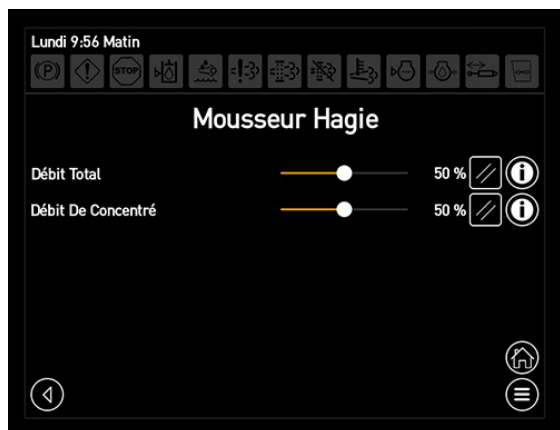 Lundi 9:56 Matin
STOP
Mousseur Hagie
Débit Total 50 %
Débit De Concentré 50 %